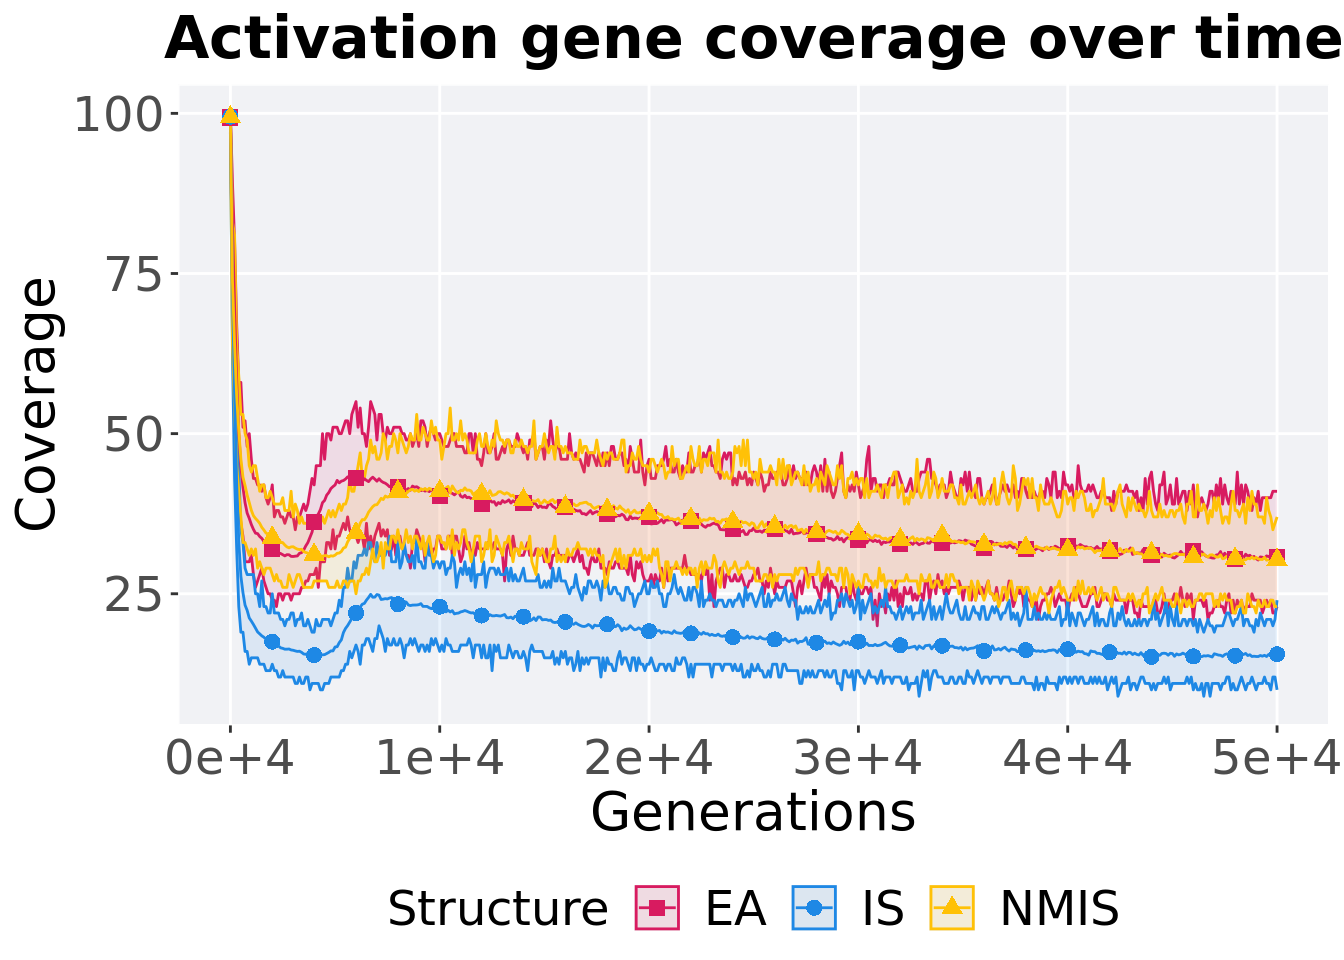 Activation gene coverage over time
Coverage
100
75
50
25
0e+4 1e+4 2e+4 3e+4 4e+4 5e+4
Generations
Structure EA IS NMIS